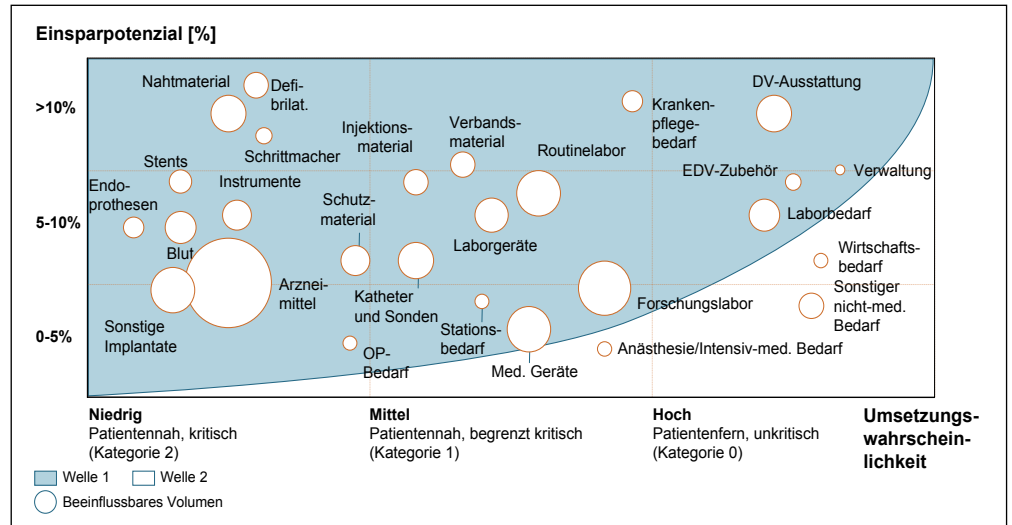 Einsparpotenzial [%]
>10%
5-10%
0-5%
Nahtmaterial
Defi-
brilat.
Schrittmacher
Stents
Instrumente
Endo-
prothesen
Blut
Sonstige
Implantate
Arznei-
mittel
Injektions-
material
Verbands-
material
Routinelabor
Schutz-
material
Laborgeräte
Katheter
und Sonden
Stations-
bedarf
OP-
Bedarf
Med. Geräte
Kranken-
pflege-
bedarf
DV-Ausstattung
EDV-Zubehör
Verwaltung
Laborbedarf
Wirtschafts-
bedarf
Sonstiger
nicht-med.
Bedarf
Forschungslabor
Anästhesie/Intensiv-med. Bedarf
Niedrig
Patientennah, kritisch
(Kategorie 2)
Mittel
Patientennah, begrenzt kritisch
(Kategorie 1)
Hoch
Patientenfern, unkritisch
(Kategorie 0)
Umsetzungs-
wahrschein-
lichkeit
Welle 1
Welle 2
Beeinflussbares Volumen